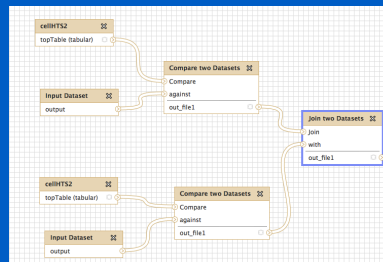 cellHTS2
topTable (tabular)
Compare two Datasets
Compare
against
out_file1
Input Dataset
output
Join two Datasets
Join
with
out_file1
cellHTS2
topTable (tabular)
Compare two Datasets
Compare
against
out_file1
Input Dataset
output